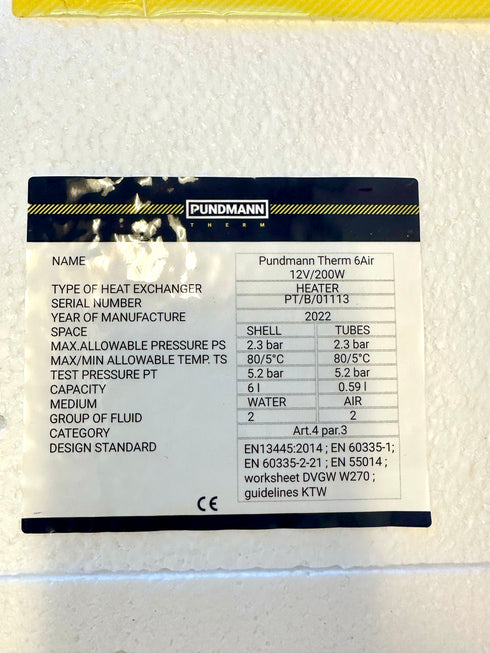 PUNDMANN
THERM
NAME Pundmann Therm 6Air
12V/200W
TYPE OF HEAT EXCHANGER HEATER
SERIAL NUMBER PT/B/01113
YEAR OF MANUFACTURE 2022
SPACE SHELL TUBES
MAX.ALLOWABLE PRESSURE PS 2.3 bar 2.3 bar
MAX/MIN ALLOWABLE TEMP. TS 80/5°C 80/5°C
TEST PRESSURE PT 5.2 bar 5.2 bar
CAPACITY 6 l 0.59 l
MEDIUM WATER AIR
GROUP OF FLUID 2 2
CATEGORY Art.4 par.3
DESIGN STANDARD EN13445:2014 ; EN 60335-1;
EN 60335-2-21 ; EN 55014 ;
worksheet DVGW W270 ;
guidelines KTW
CE